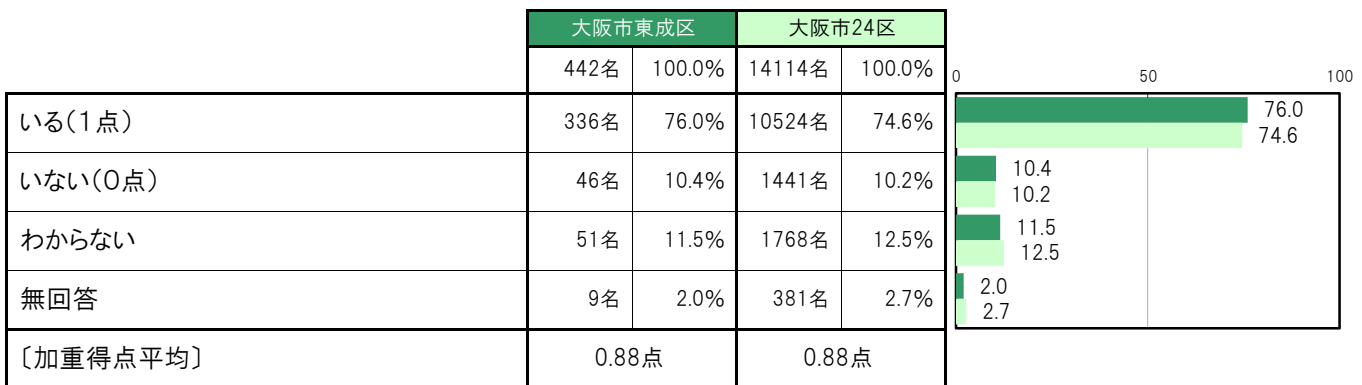 大阪市東成区 大阪市24区
442名 100.0% 14114名 100.0%
0 50 100
いる(1点) 336名 76.0% 10524名 74.6%
76.0
74.6
いない(0点) 46名 10.4% 1441名 10.2%
10.4
10.2
わからない 51名 11.5% 1768名 12.5%
11.5
12.5
無回答 9名 2.0% 381名 2.7%
2.0
2.7
〔加重得点平均〕 0.88点 0.88点